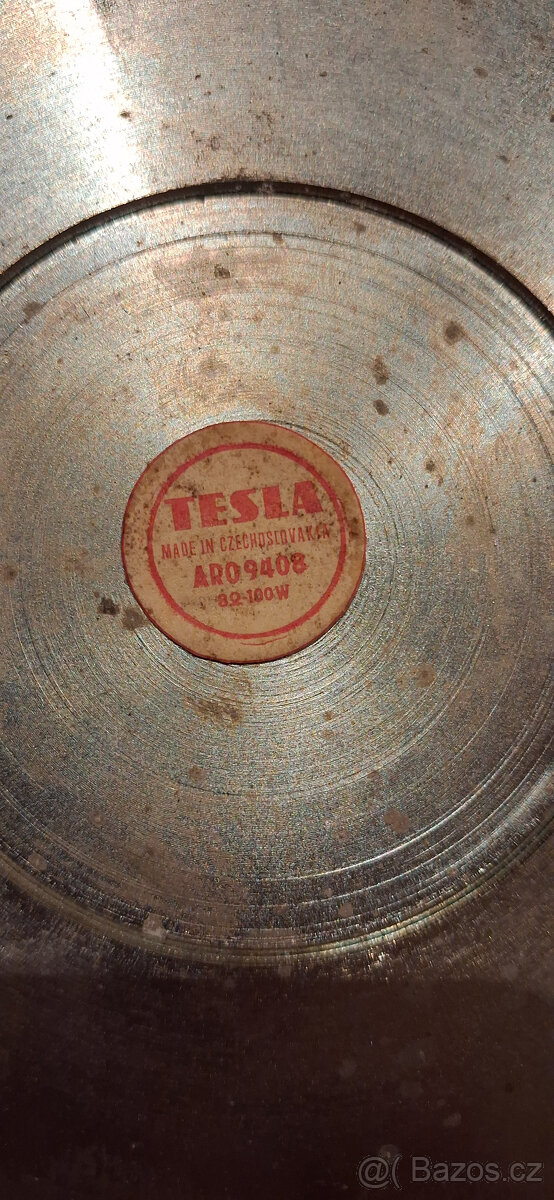 TESLA
MADE IN CZECHOSLOVAKIA
ARO 9408
8Ω-100W
@( Bazos.cz